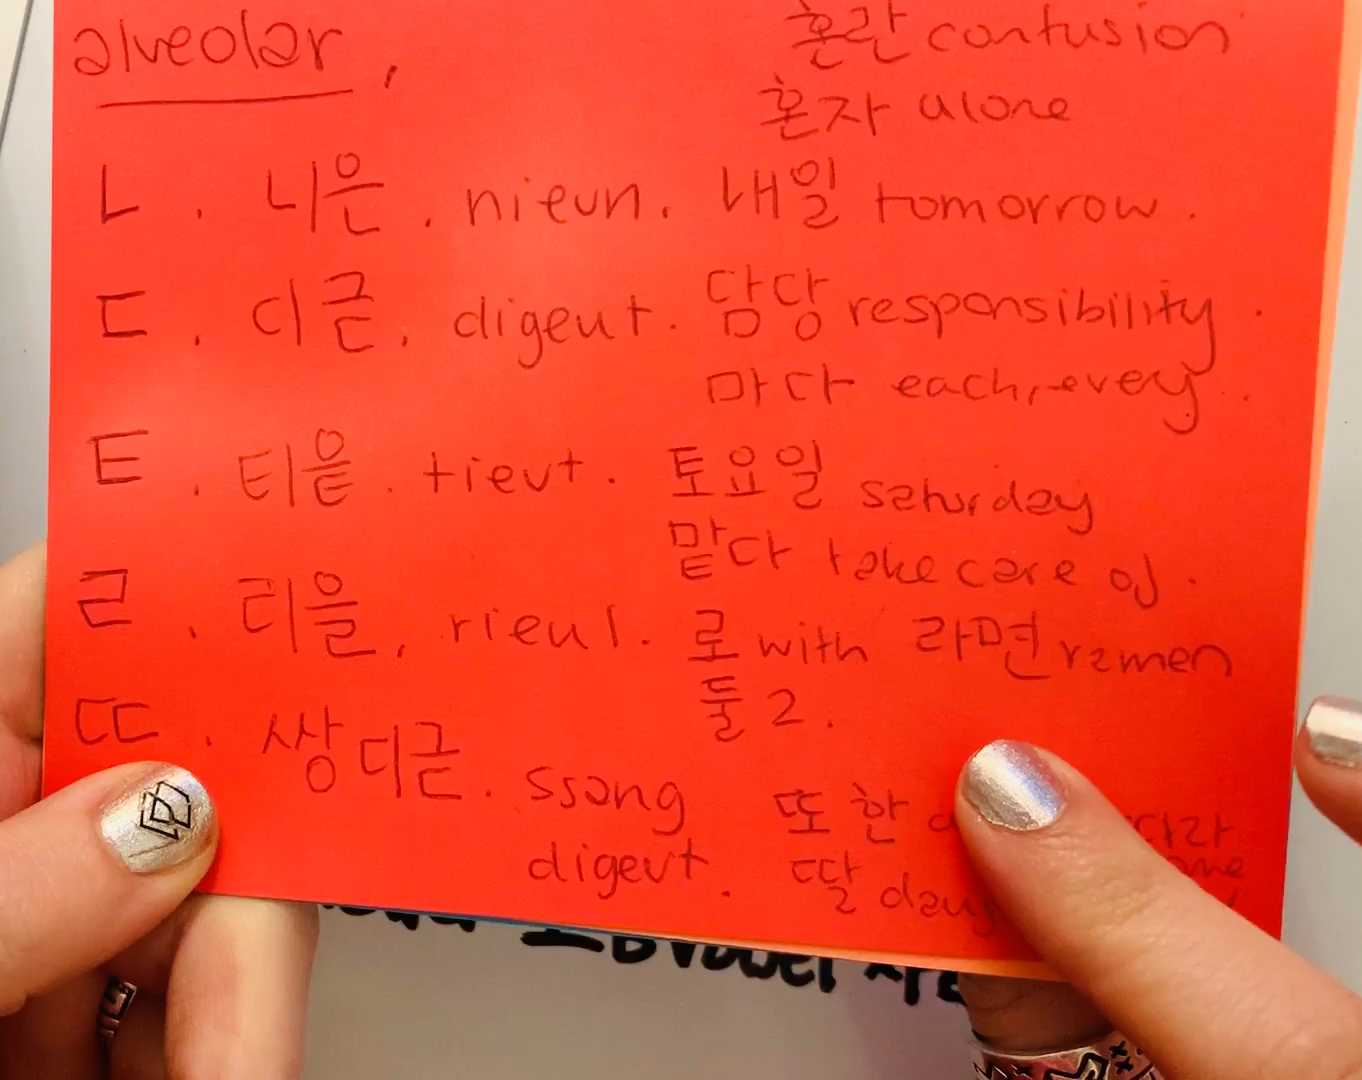 혼란 confusion
alveolar,
혼자 alone
ㄴ. 니은. nieun. 내일 tomorrow.
ㄷ. 디귿. digeut. 담당 responsibility.
마다 each, every.
ㅌ. 티읕. tieut. 토요일 saturday
맡다 take care of.
ㄹ. 리을. rieul. 로 with 라면 ramen
둘 2.
ㄸ. 쌍디귿. ssang
digeut.
또한
딸